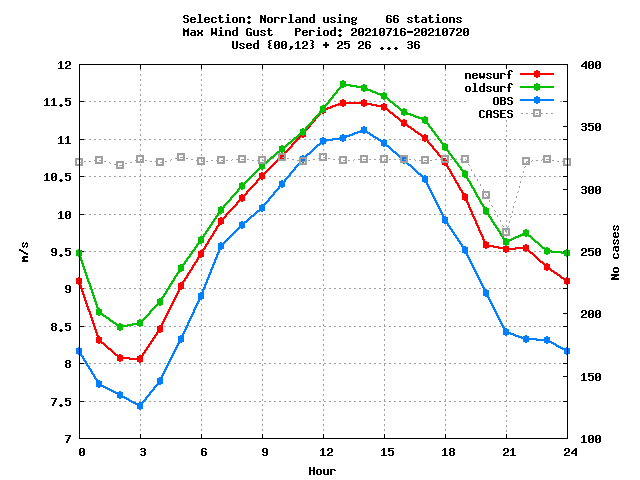 Selection: Norrland using    66 stations
Max Wind Gust   Period: 20210716-20210720
Used {00,12} + 25 26 ... 36
newsurf
oldsurf
OBS
CASES
12
11.5
11
10.5
10
9.5
9
8.5
8
7.5
7
m/s
400
350
300
250
200
150
100
No cases
0 3 6 9 12 15 18 21 24
Hour